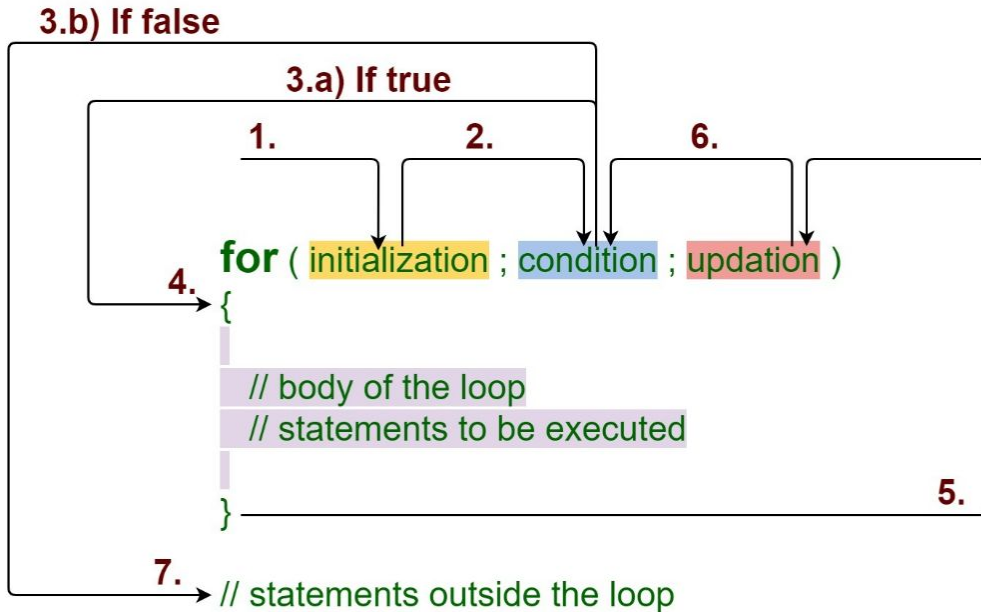 3.b) If false
3.a) If true
1.
2.
6.
for ( initialization ; condition ; updation )
4.
{
// body of the loop
// statements to be executed
5.
}
7.
// statements outside the loop